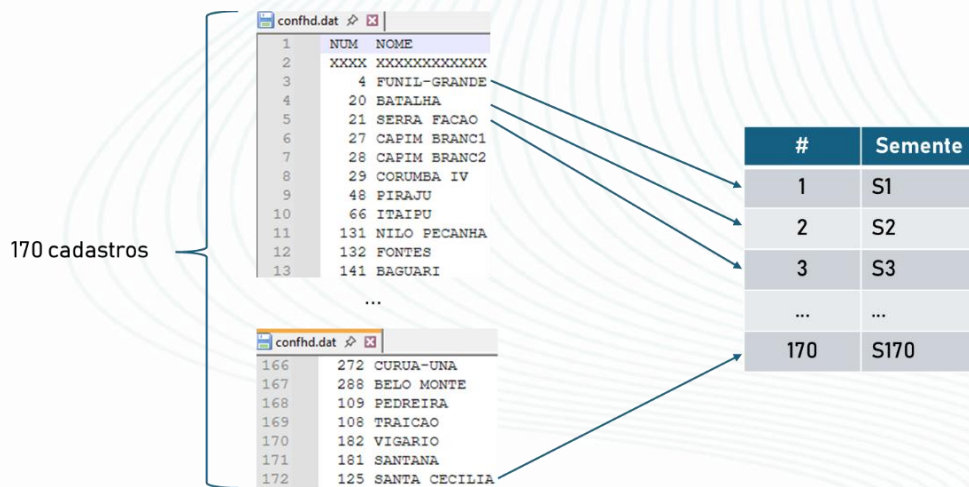 170 cadastros
confhd.dat
1 NUM NOME
2 XXXX XXXXXXXXXXXX
3 4 FUNIL-GRANDE
4 20 BATALHA
5 21 SERRA FACAO
6 27 CAPIM BRANC1
7 28 CAPIM BRANC2
8 29 CORUMBA IV
9 48 PIRAJU
10 66 ITAIPU
11 131 NILO PECANHA
12 132 FONTES
13 141 BAGUARI
...
confhd.dat
166 272 CURUA-UNA
167 288 BELO MONTE
168 109 PEDREIRA
169 108 TRAICAO
170 182 VIGARIO
171 181 SANTANA
172 125 SANTA CECILIA
# Semente
1 S1
2 S2
3 S3
... ...
170 S170